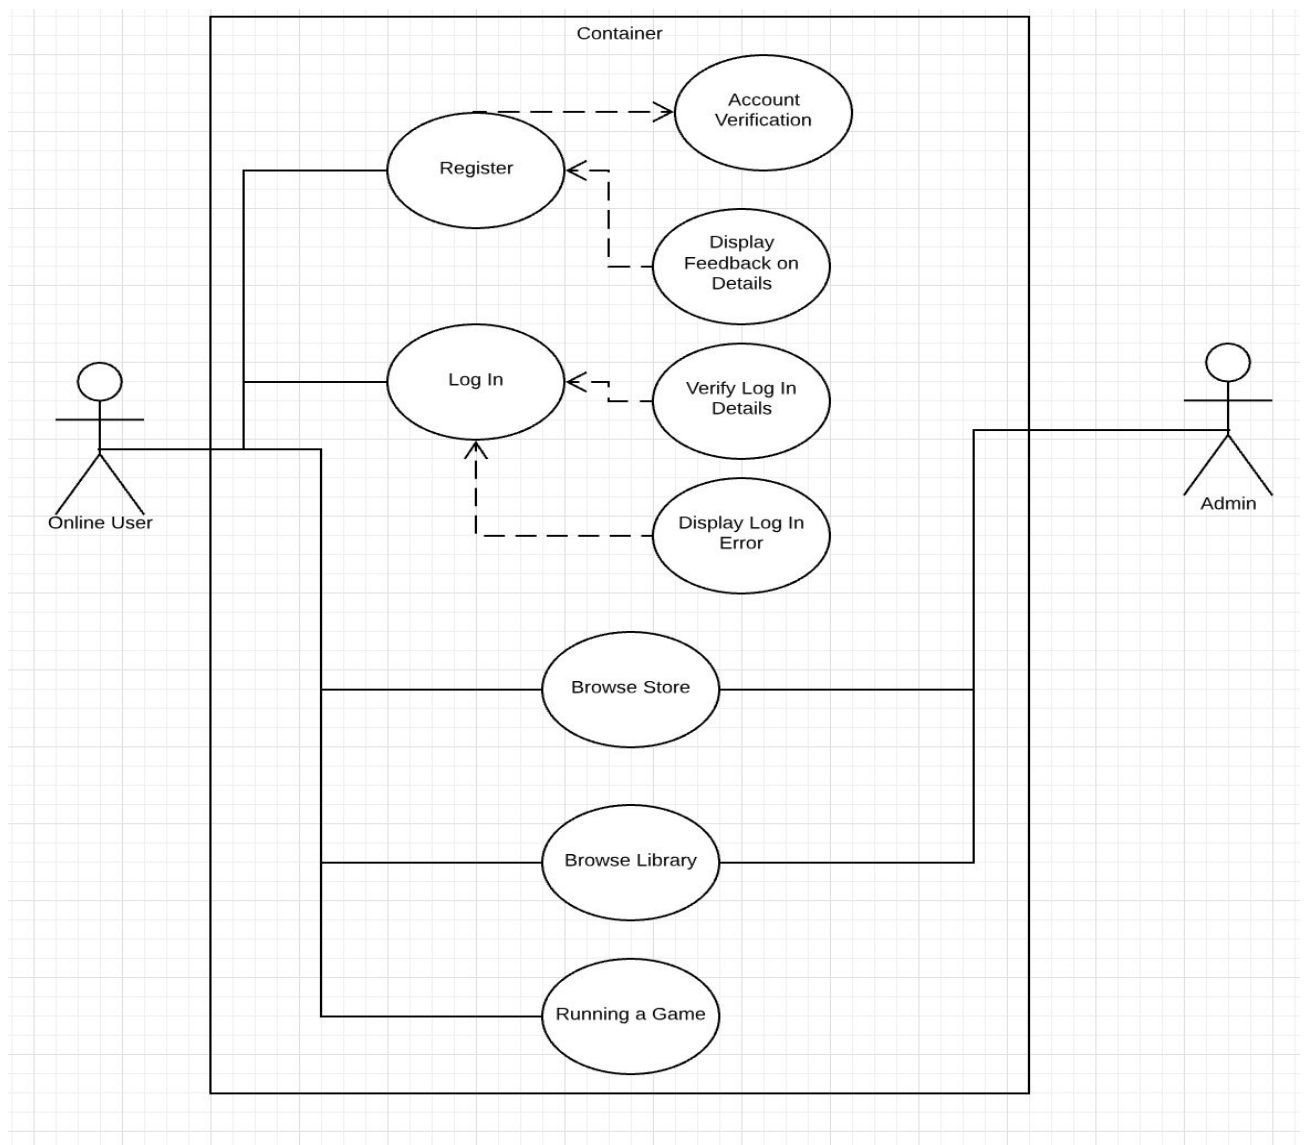 Container
Account
Verification
Register
Display
Feedback on
Details
Log In
Verify Log In
Details
Online User
Admin
Display Log In
Error
Browse Store
Browse Library
Running a Game